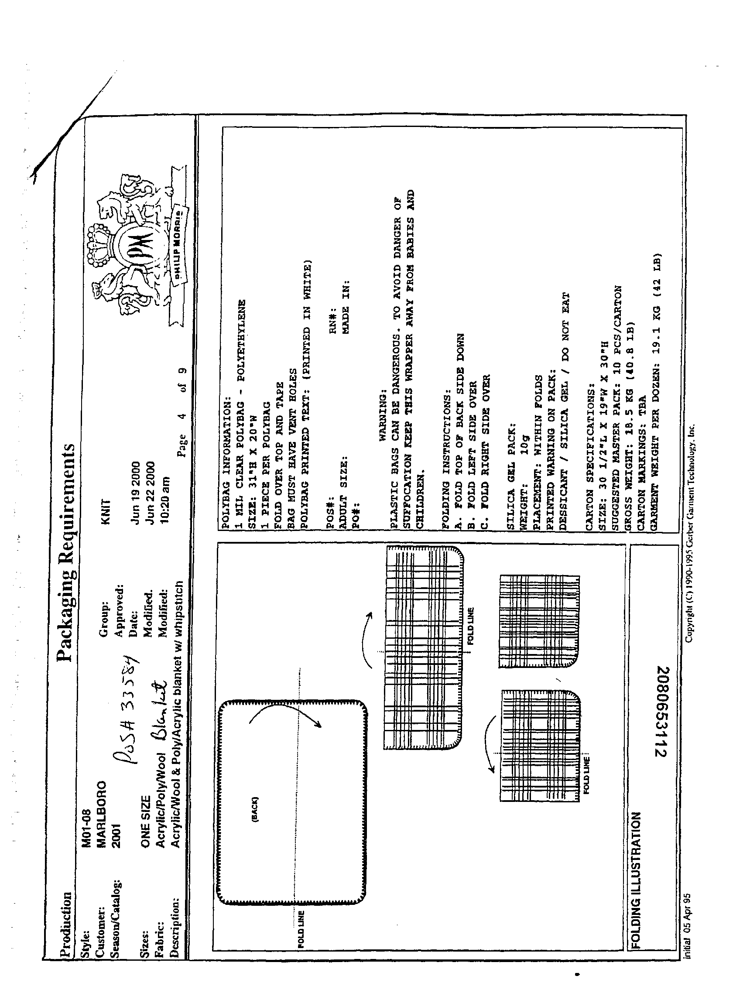 Production
Packaging Requirements
Style: M01-08 Group: KNIT
Customer: MARLBORO Approved:
Season/Catalog: 2001 POS# 33584 Date: Jun 19 2000
Sizes: ONE SIZE Modified. Jun 22 2000
Fabric: Acrylic/Poly/Wool Blanket Modified: 10:20 am
Description: Acrylic/Wool & Poly/Acrylic blanket w/ whipstitch Page 4 of 9
PM
PHILIP MORRIS
FOLD LINE
(BACK)
FOLD LINE
FOLD LINE
FOLDING ILLUSTRATION
2080653112
POLYBAG INFORMATION:
1 MIL CLEAR POLYBAG - POLYETHYLENE
SIZE: 31"H X 20"W
1 PIECE PER POLYBAG
FOLD OVER TOP AND TAPE
BAG MUST HAVE VENT HOLES
POLYBAG PRINTED TEXT: (PRINTED IN WHITE)
POS#: RN#:
ADULT SIZE: MADE IN:
PO#:
WARNING:
PLASTIC BAGS CAN BE DANGEROUS. TO AVOID DANGER OF
SUFFOCATION KEEP THIS WRAPPER AWAY FROM BABIES AND
CHILDREN.
FOLDING INSTRUCTIONS:
A. FOLD TOP OF BACK SIDE DOWN
B. FOLD LEFT SIDE OVER
C. FOLD RIGHT SIDE OVER
SILICA GEL PACK:
WEIGHT: 10g
PLACEMENT: WITHIN FOLDS
PRINTED WARNING ON PACK:
DESSICANT / SILICA GEL / DO NOT EAT
CARTON SPECIFICATIONS:
SIZE: 30 1/2"L X 19"W X 30"H
SUGGESTED MASTER PACK: 10 PCS/CARTON
GROSS WEIGHT: 18.5 KG (40.8 LB)
CARTON MARKINGS: TBA
GARMENT WEIGHT PER DOZEN: 19.1 KG (42 LB)
initial 05 Apr 95
Copyright (C) 1990-1995 Gerber Garment Technology, Inc.